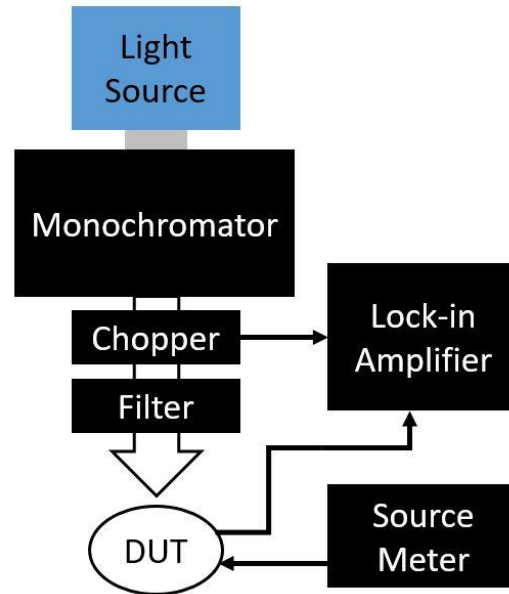 Light
Source
Monochromator
Chopper
Lock-in
Amplifier
Filter
DUT
Source
Meter